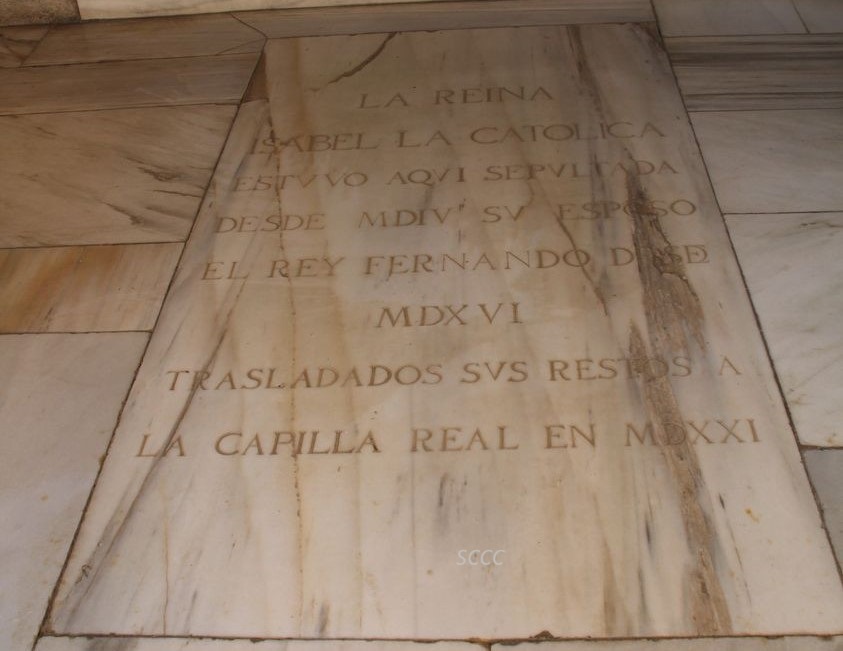 LA REINA
ISABEL LA CATOLICA
ESTVVO AQVI SEPVLTADA
DESDE MDIV SV ESPOSO
EL REY FERNANDO DESDE
MDXVI
TRASLADADOS SVS RESTOS A
LA CAPILLA REAL EN MDXXI
SCCC